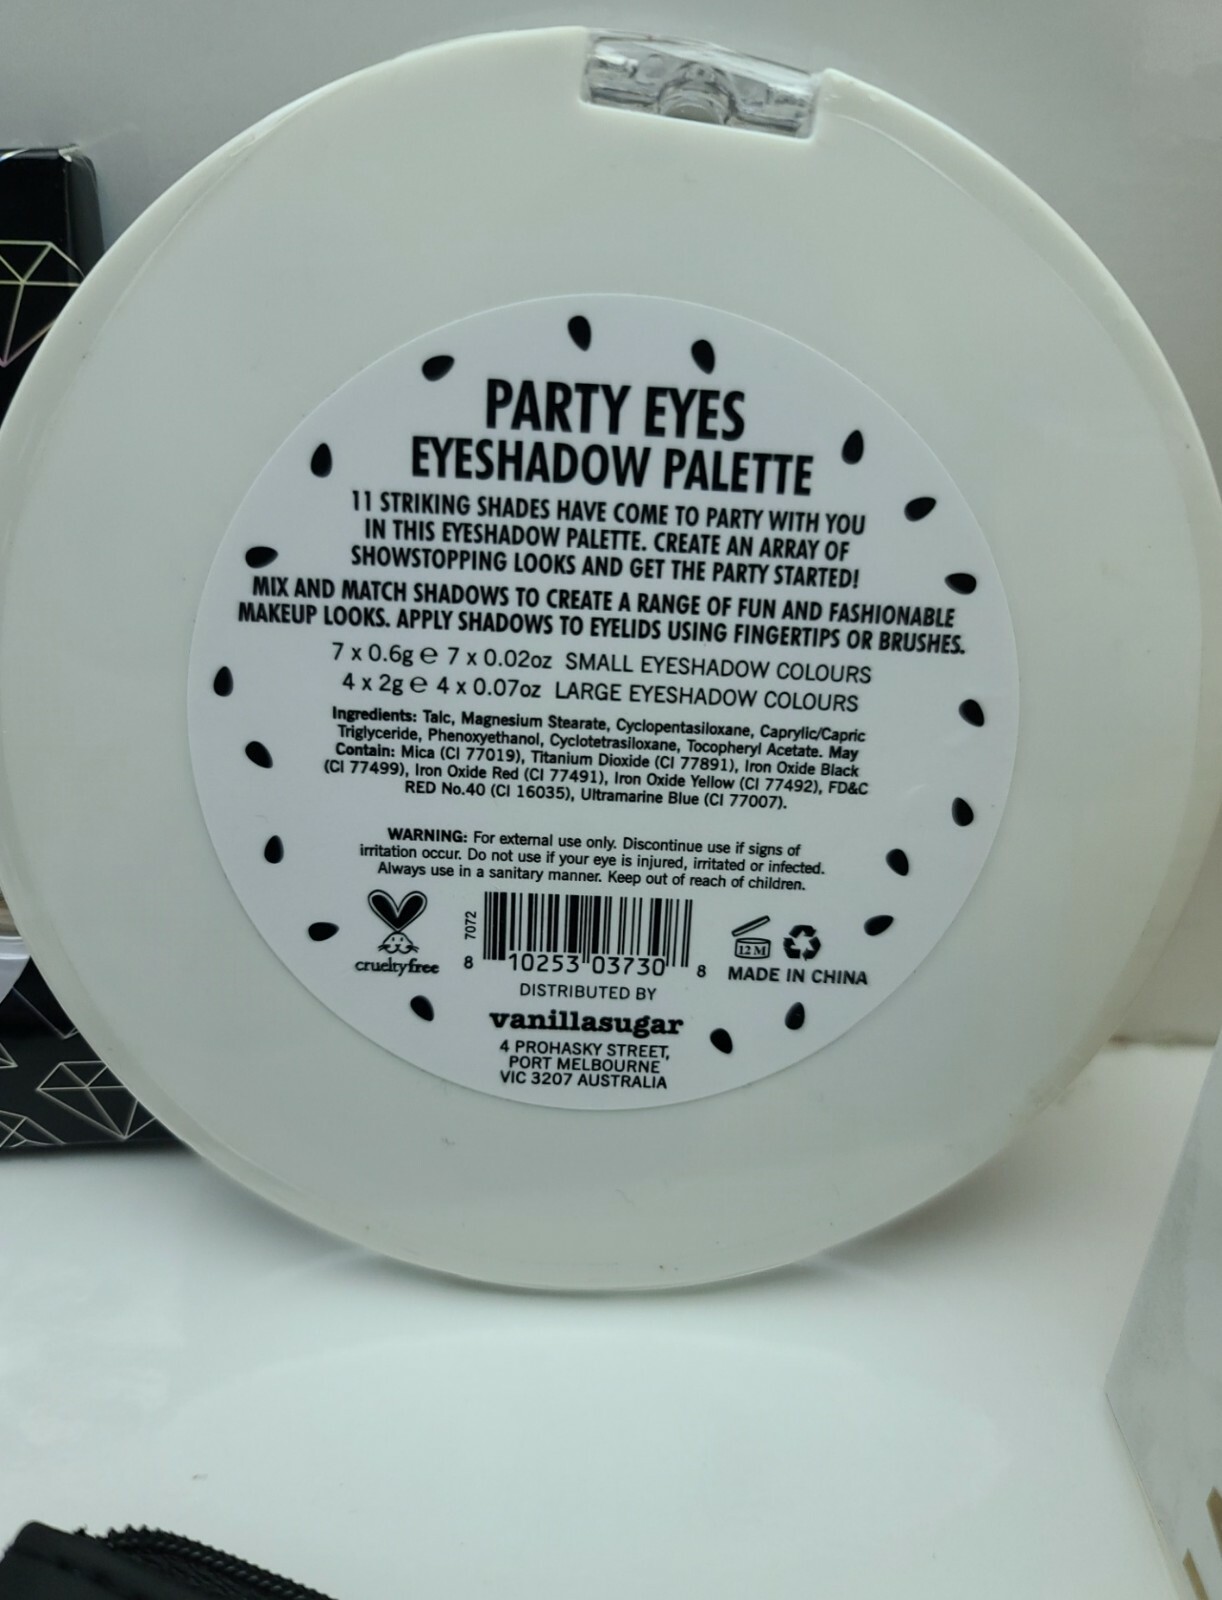 PARTY EYES
EYESHADOW PALETTE
11 STRIKING SHADES HAVE COME TO PARTY WITH YOU
IN THIS EYESHADOW PALETTE. CREATE AN ARRAY OF
SHOWSTOPPING LOOKS AND GET THE PARTY STARTED!
MIX AND MATCH SHADOWS TO CREATE A RANGE OF FUN AND FASHIONABLE
MAKEUP LOOKS. APPLY SHADOWS TO EYELIDS USING FINGERTIPS OR BRUSHES.
7 x 0.6g ℮ 7 x 0.02oz SMALL EYESHADOW COLOURS
4 x 2g ℮ 4 x 0.07oz LARGE EYESHADOW COLOURS
Ingredients: Talc, Magnesium Stearate, Cyclopentasiloxane, Caprylic/Capric
Triglyceride, Phenoxyethanol, Cyclotetrasiloxane, Tocopheryl Acetate. May
Contain: Mica (CI 77019), Titanium Dioxide (CI 77891), Iron Oxide Black
(CI 77499), Iron Oxide Red (CI 77491), Iron Oxide Yellow (CI 77492), FD&C
RED No.40 (CI 16035), Ultramarine Blue (CI 77007).
WARNING: For external use only. Discontinue use if signs of
irritation occur. Do not use if your eye is injured, irritated or infected.
Always use in a sanitary manner. Keep out of reach of children.
crueltyfree
7072
8 10253 03730 8
12 M
MADE IN CHINA
DISTRIBUTED BY
vanillasugar
4 PROHASKY STREET,
PORT MELBOURNE
VIC 3207 AUSTRALIA